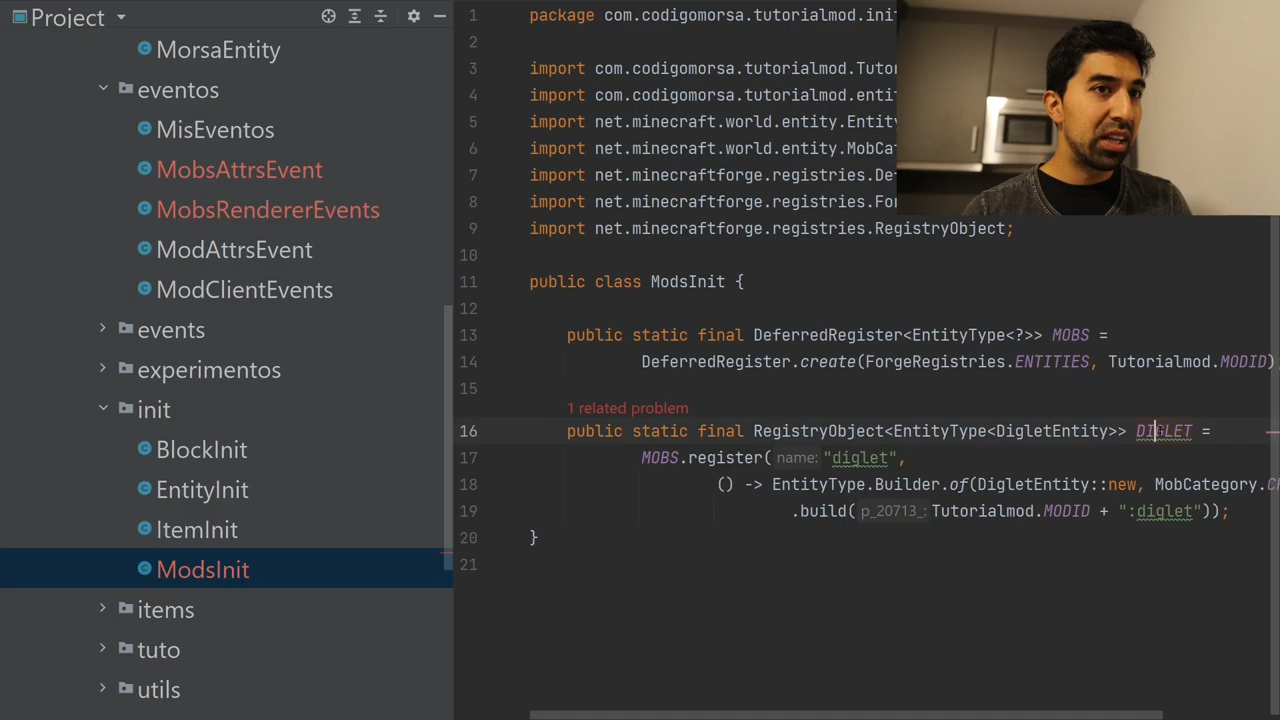 Project
MorsaEntity
eventos
MisEventos
MobsAttrsEvent
MobsRendererEvents
ModAttrsEvent
ModClientEvents
events
experimentos
init
BlockInit
EntityInit
ItemInit
ModsInit
items
tuto
utils
1 package com.codigomorsa.tutorialmod.init
2
3 import com.codigomorsa.tutorialmod.Tuto
4 import com.codigomorsa.tutorialmod.enti
5 import net.minecraft.world.entity.Entit
6 import net.minecraft.world.entity.MobCa
7 import net.minecraftforge.registries.De
8 import net.minecraftforge.registries.For
9 import net.minecraftforge.registries.RegistryObject;
10
11 public class ModsInit {
12
13 public static final DeferredRegister<EntityType<?>> MOBS =
14 DeferredRegister.create(ForgeRegistries.ENTITIES, Tutorialmod.MODID)
15
1 related problem
16 public static final RegistryObject<EntityType<DigletEntity>> DIGLET =
17 MOBS.register( name: "diglet",
18 () -> EntityType.Builder.of(DigletEntity::new, MobCategory.
19 .build( p_20713_: Tutorialmod.MODID + ":diglet"));
20 }
21